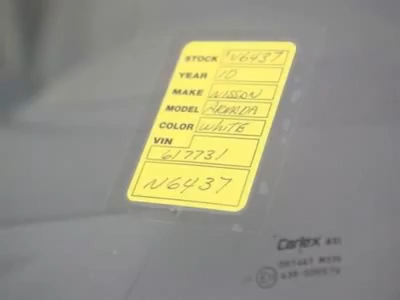 STOCK N6437
YEAR 10
MAKE NISSON
MODEL ARMADA
COLOR WHITE
VIN
617731
N6437
Carlex